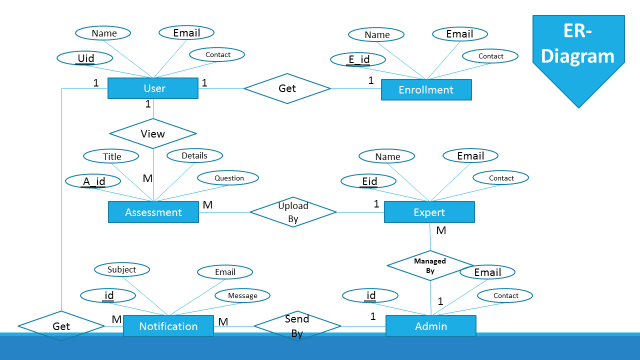 ER-
Diagram
Name
Email
Uid
Contact
Name
Email
E_id
Contact
1
User
1
Get
1
Enrollment
1
View
Title
Details
M
A_id
Question
Name
Email
Eid
Contact
Assessment
M
Upload
By
1
Expert
M
Managed
By
Subject
Email
id
Message
Email
id
Contact
1
Get
M
Notification
M
Send
By
1
Admin